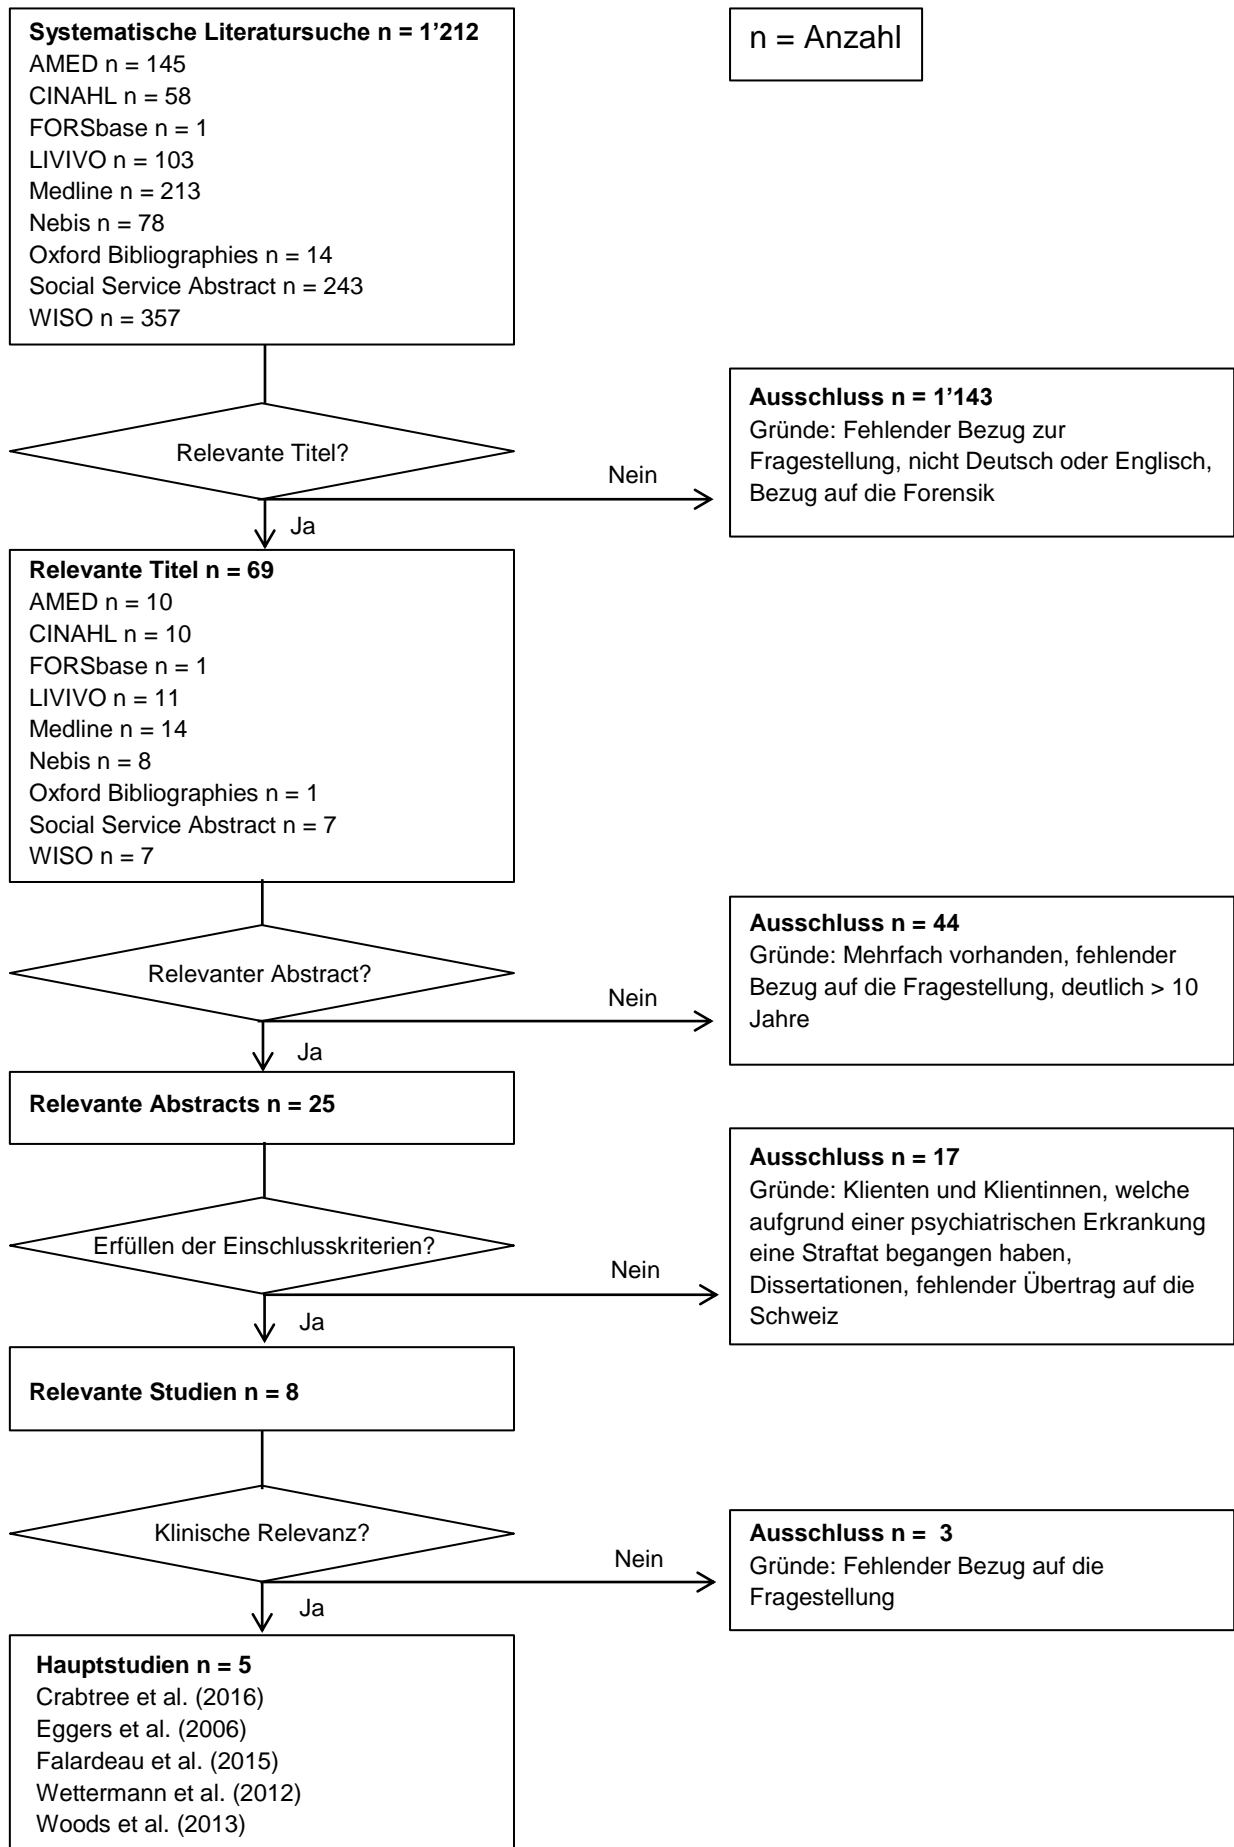 Systematische Literatursuche n = 1’212
AMED n = 145
CINAHL n = 58
FORSbase n = 1
LIVIVO n = 103
Medline n = 213
Nebis n = 78
Oxford Bibliographies n = 14
Social Service Abstract n = 243
WISO n = 357
n = Anzahl
Relevante Titel?
Nein
Ausschluss n = 1’143
Gründe: Fehlender Bezug zur
Fragestellung, nicht Deutsch oder Englisch,
Bezug auf die Forensik
Ja
Relevante Titel n = 69
AMED n = 10
CINAHL n = 10
FORSbase n = 1
LIVIVO n = 11
Medline n = 14
Nebis n = 8
Oxford Bibliographies n = 1
Social Service Abstract n = 7
WISO n = 7
Relevanter Abstract?
Nein
Ausschluss n = 44
Gründe: Mehrfach vorhanden, fehlender
Bezug auf die Fragestellung, deutlich > 10
Jahre
Ja
Relevante Abstracts n = 25
Erfüllen der Einschlusskriterien?
Nein
Ausschluss n = 17
Gründe: Klienten und Klientinnen, welche
aufgrund einer psychiatrischen Erkrankung
eine Straftat begangen haben,
Dissertationen, fehlender Übertrag auf die
Schweiz
Ja
Relevante Studien n = 8
Klinische Relevanz?
Nein
Ausschluss n = 3
Gründe: Fehlender Bezug auf die
Fragestellung
Ja
Hauptstudien n = 5
Crabtree et al. (2016)
Eggers et al. (2006)
Falardeau et al. (2015)
Wettermann et al. (2012)
Woods et al. (2013)